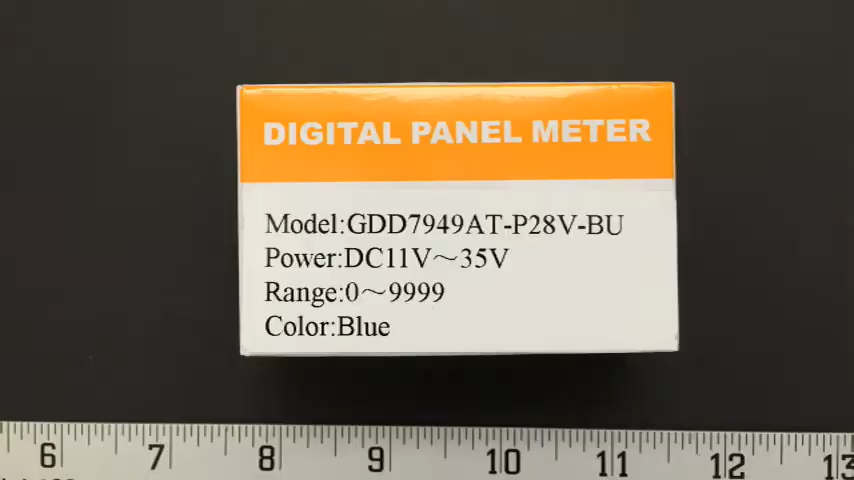 DIGITAL PANEL METER
Model:GDD7949AT-P28V-BU
Power:DC11V～35V
Range:0～9999
Color:Blue
6 7 8 9 10 11 12 13